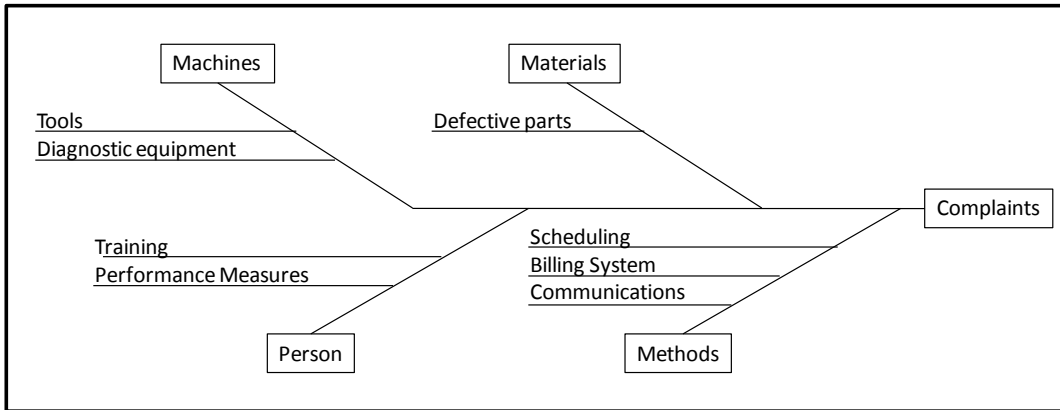 Machines
Materials
Tools
Defective parts
Diagnostic equipment
Complaints
Training
Scheduling
Performance Measures
Billing System
Communications
Person
Methods